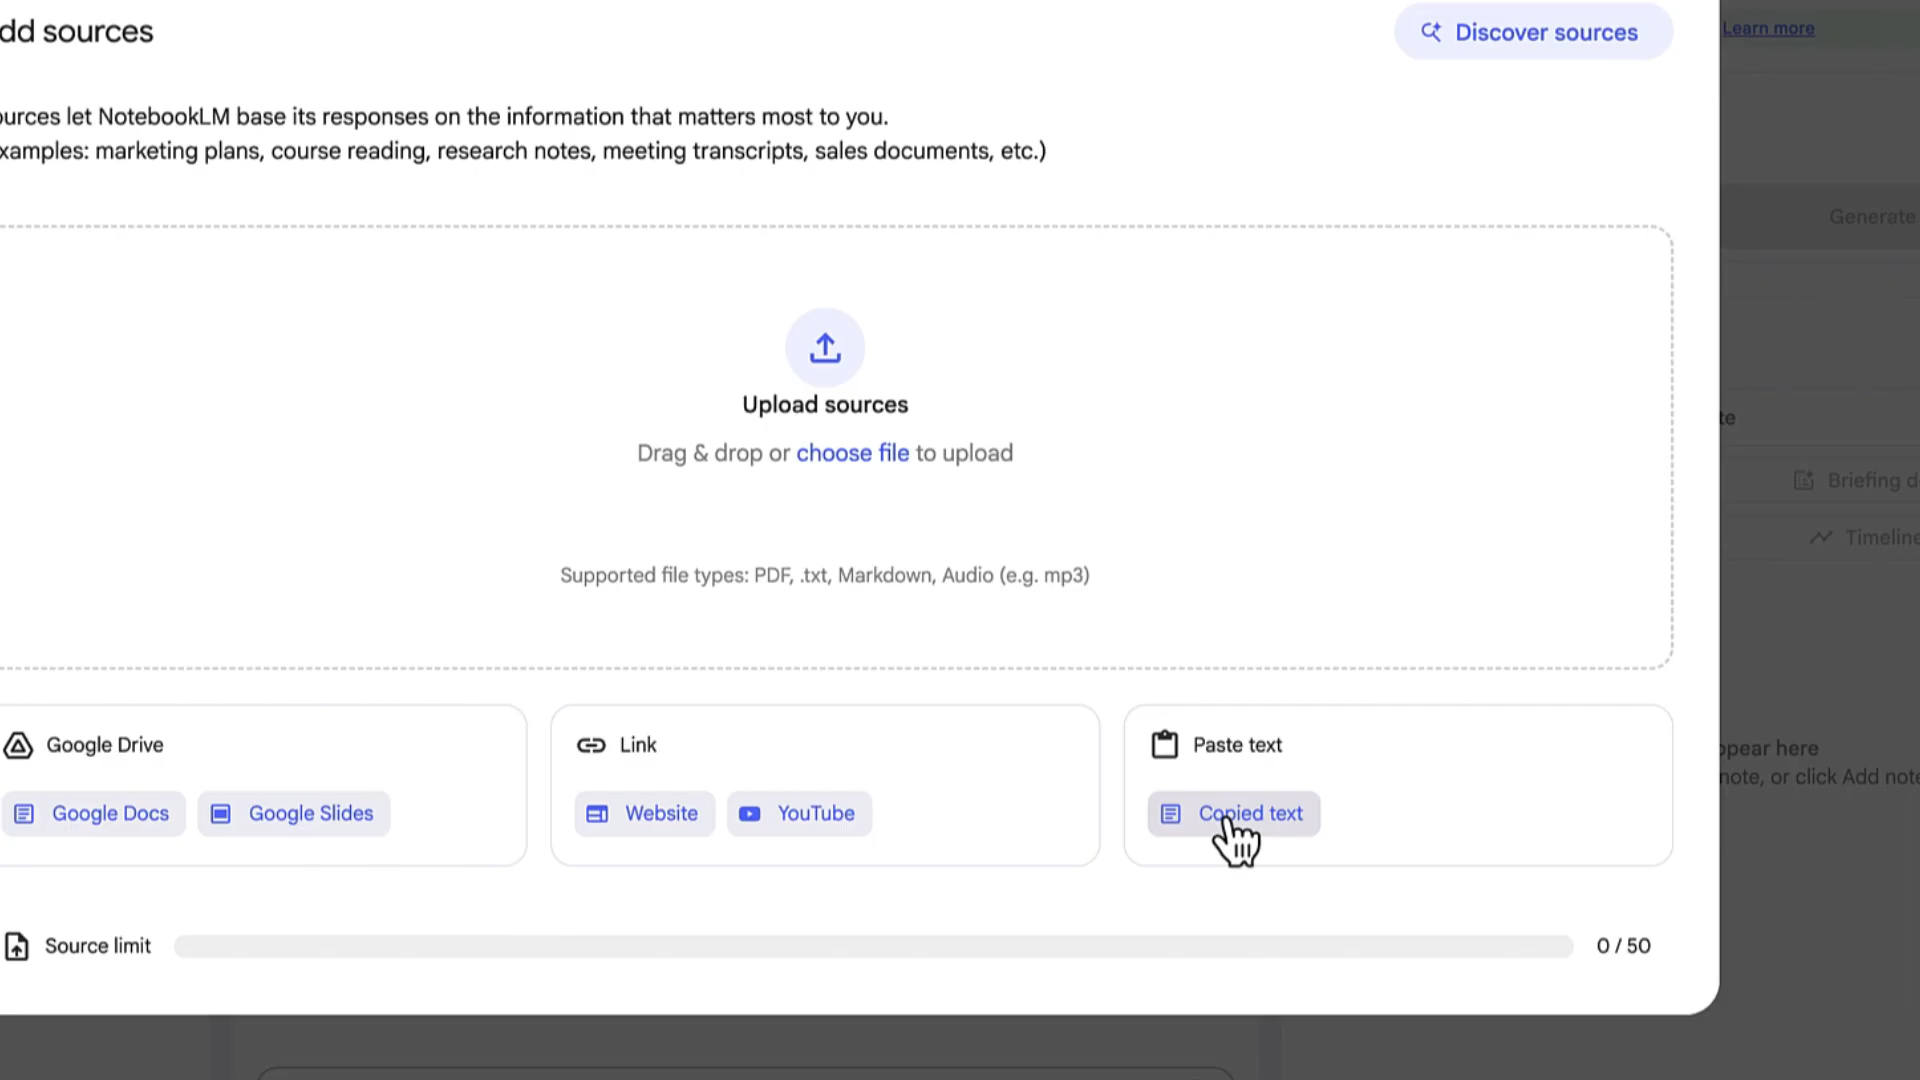 dd sources
Discover sources
Learn more
ources let NotebookLM base its responses on the information that matters most to you.
xamples: marketing plans, course reading, research notes, meeting transcripts, sales documents, etc.)
Generate
Upload sources
Drag & drop or choose file to upload
te
Briefing d
Timeline
Supported file types: PDF, .txt, Markdown, Audio (e.g. mp3)
Google Drive
Google Docs
Google Slides
Link
Website
YouTube
Paste text
Copied text
ppear here
note, or click Add note
Source limit
0 / 50